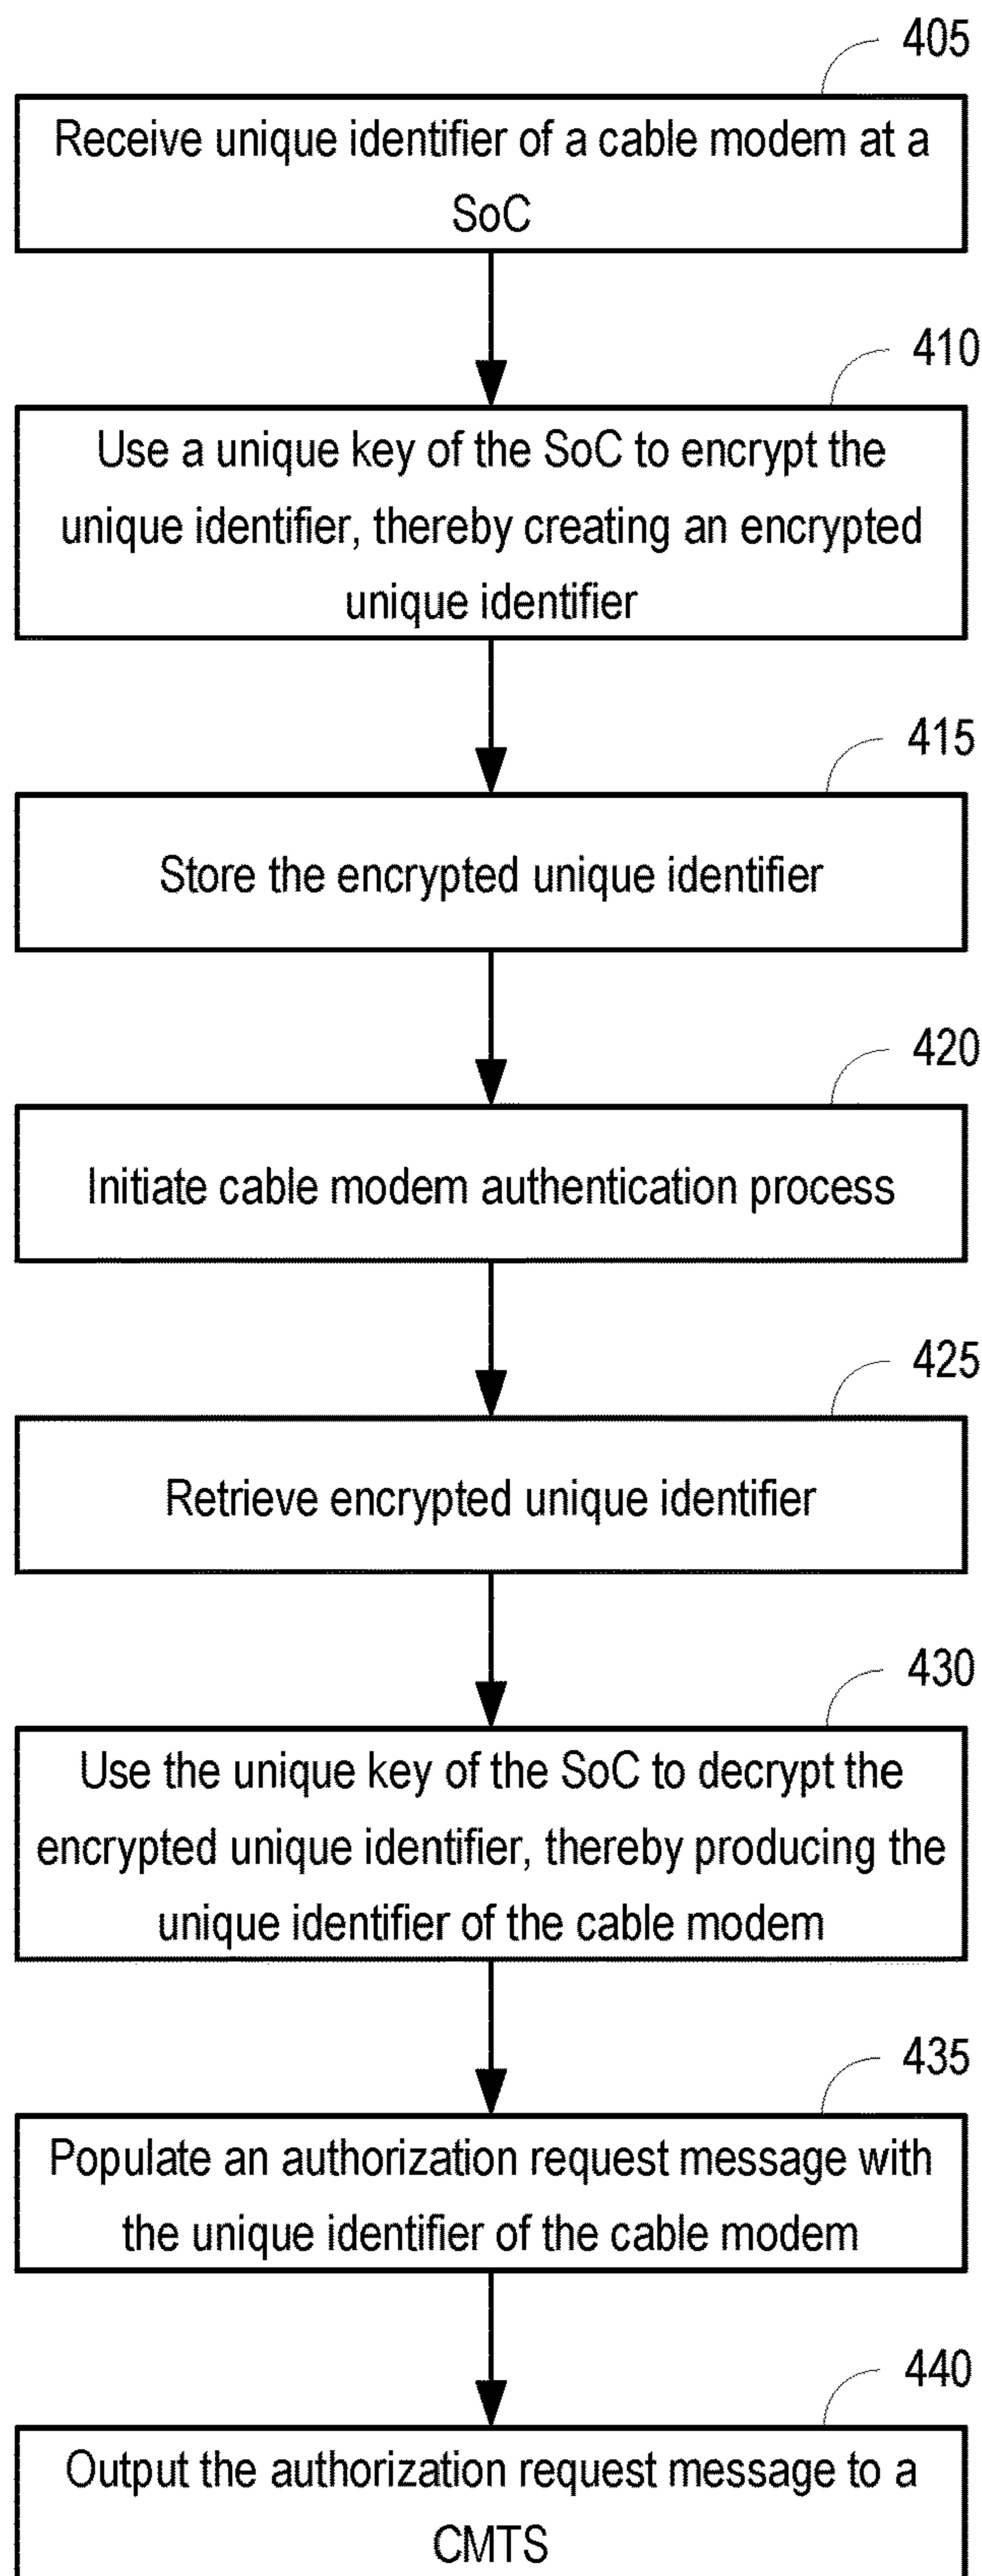 405
Receive unique identifier of a cable modem at a
SoC
410
Use a unique key of the SoC to encrypt the
unique identifier, thereby creating an encrypted
unique identifier
415
Store the encrypted unique identifier
420
Initiate cable modem authentication process
425
Retrieve encrypted unique identifier
430
Use the unique key of the SoC to decrypt the
encrypted unique identifier, thereby producing the
unique identifier of the cable modem
435
Populate an authorization request message with
the unique identifier of the cable modem
440
Output the authorization request message to a
CMTS